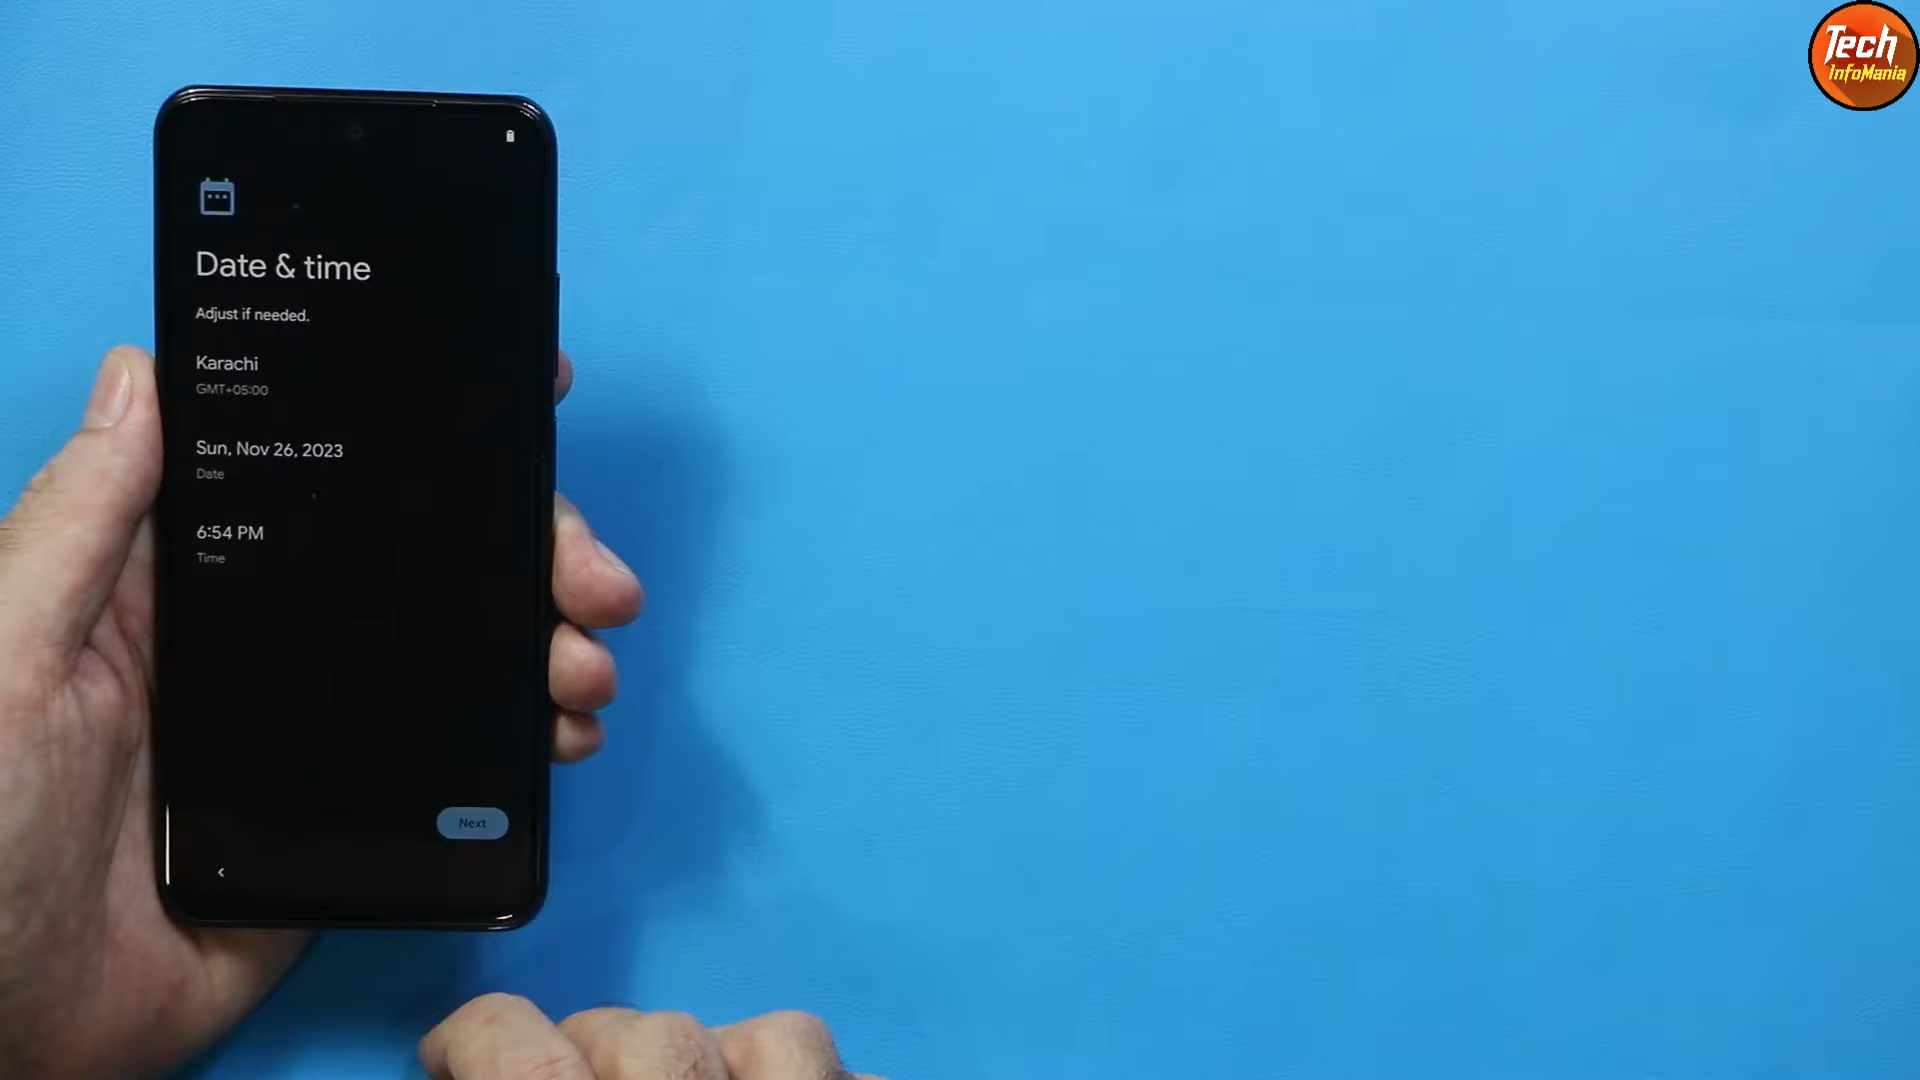 Tech
InfoMania
Date & time
Adjust if needed.
Karachi
GMT+05:00
Sun, Nov 26, 2023
Date
6:54 PM
Time
Next